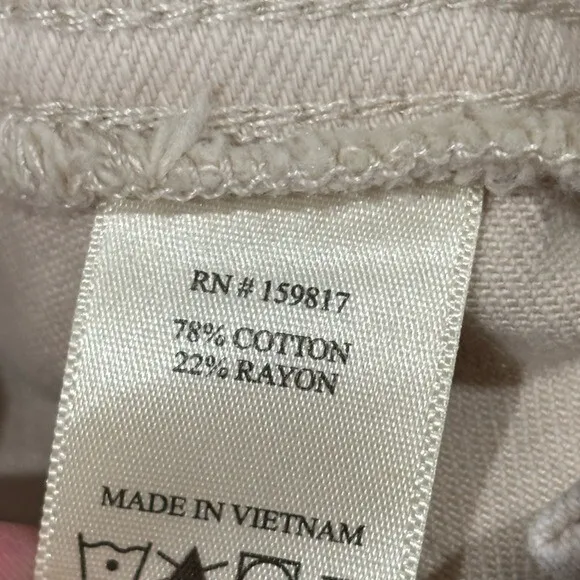 RN # 159817
78% COTTON
22% RAYON
MADE IN VIETNAM